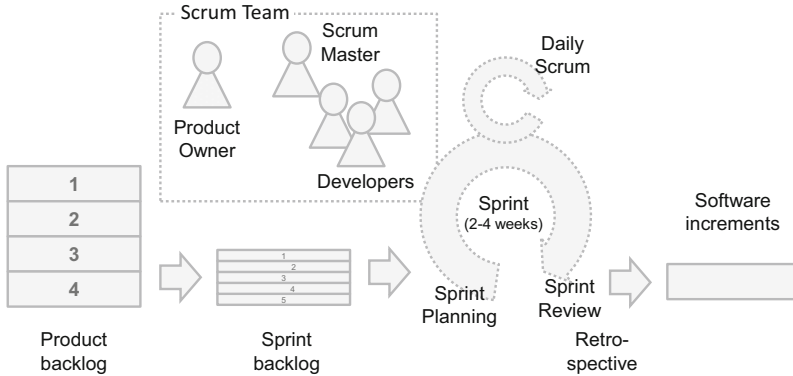 Scrum Team
Scrum
Master
Product
Owner
Developers
Daily
Scrum
1
2
3
4
1
2
3
4
5
Sprint
(2-4 weeks)
Software
increments
Sprint
Planning
Sprint
Review
Product
backlog
Sprint
backlog
Retro-
spective